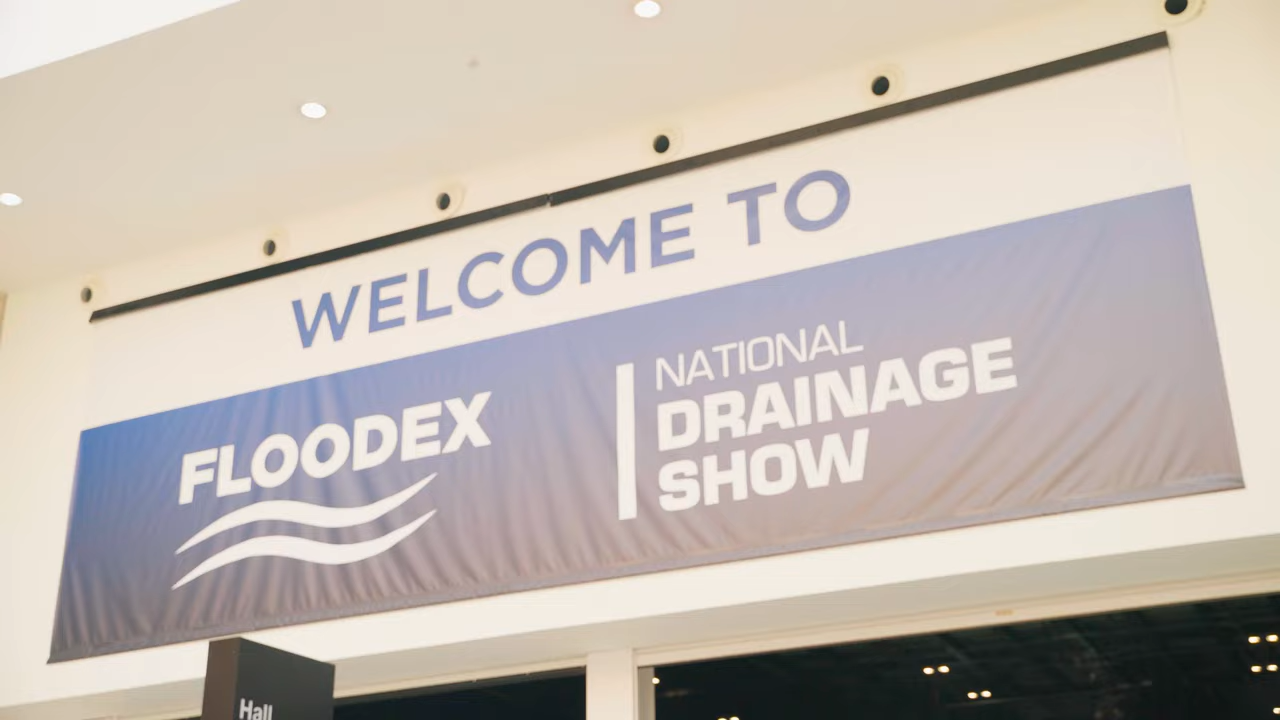 WELCOME TO
FLOODEX
NATIONAL
DRAINAGE
SHOW
Hall